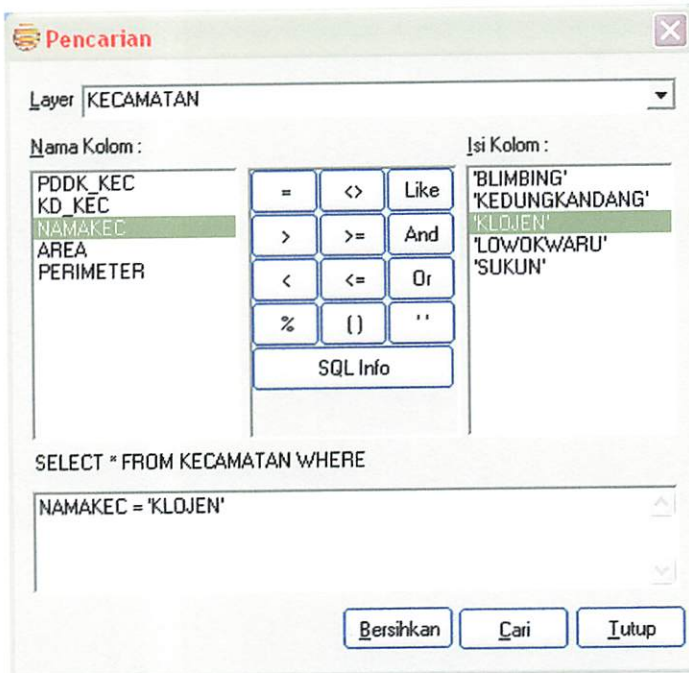 Pencarian
Layer KECAMATAN
Nama Kolom :
PDDK_KEC
KD_KEC
NAMAKEC
AREA
PERIMETER
= <> Like
> >= And
< <= Or
% () ' '
SQL Info
Isi Kolom :
'BLIMBING'
'KEDUNGKANDANG'
'KLOJEN'
'LOWOKWARU'
'SUKUN'
SELECT * FROM KECAMATAN WHERE
NAMAKEC = 'KLOJEN'
Bersihkan Cari Tutup